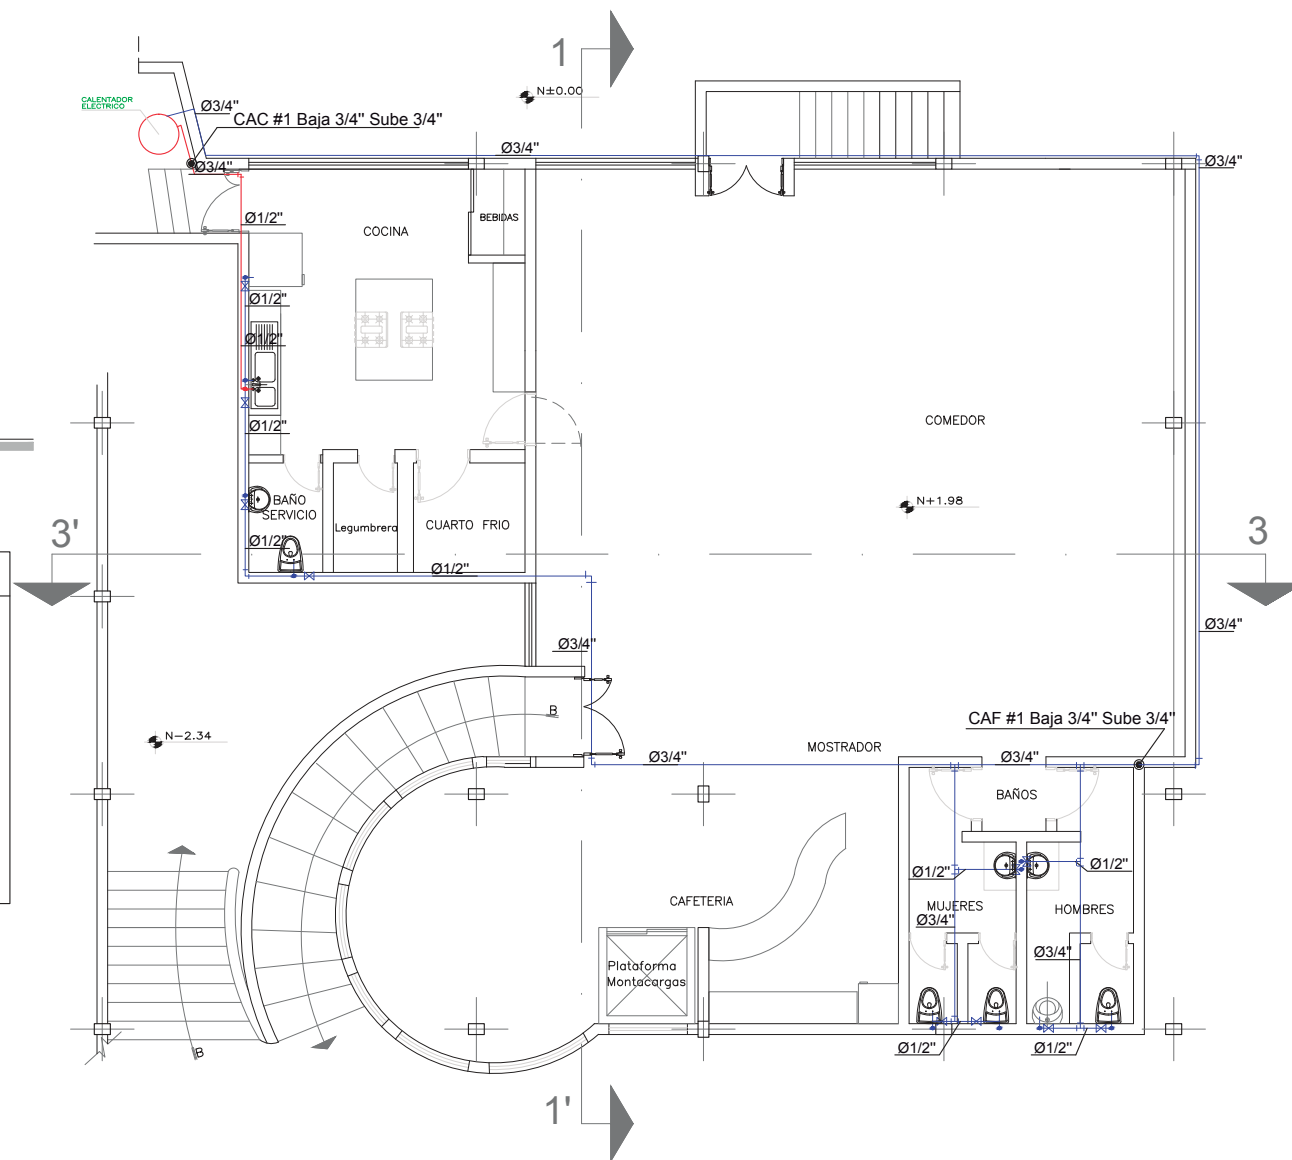 1
N±0.00
CALENTADOR
ELECTRICO
Ø3/4"
CAC #1 Baja 3/4" Sube 3/4"
Ø3/4"
Ø3/4"
Ø3/4"
Ø1/2"
BEBIDAS
COCINA
Ø1/2"
Ø1/2"
COMEDOR
Ø1/2"
BAÑO
SERVICIO
N+1.98
Legumbrera
CUARTO FRIO
3'
3
Ø1/2"
Ø1/2"
Ø3/4"
Ø3/4"
B
CAF #1 Baja 3/4" Sube 3/4"
N-2.34
MOSTRADOR
Ø3/4"
Ø3/4"
BAÑOS
Ø1/2"
Ø1/2"
CAFETERIA
MUJERES
HOMBRES
Ø3/4"
Ø3/4"
Plataforma
Montacargas
Ø1/2"
Ø1/2"
B
1'